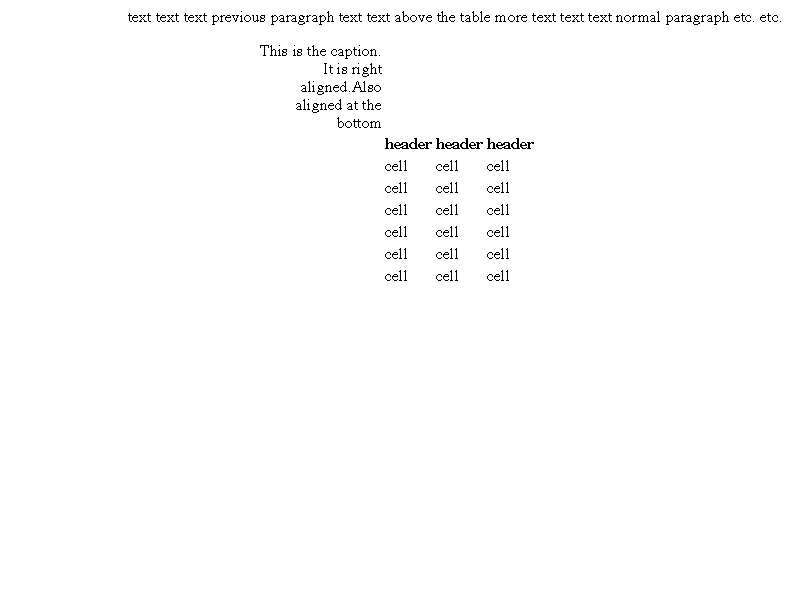 text text text previous paragraph text text above the table more text text text normal paragraph etc. etc.
This is the caption.
It is right
aligned.Also
aligned at the
bottom
header header header
cell cell cell
cell cell cell
cell cell cell
cell cell cell
cell cell cell
cell cell cell